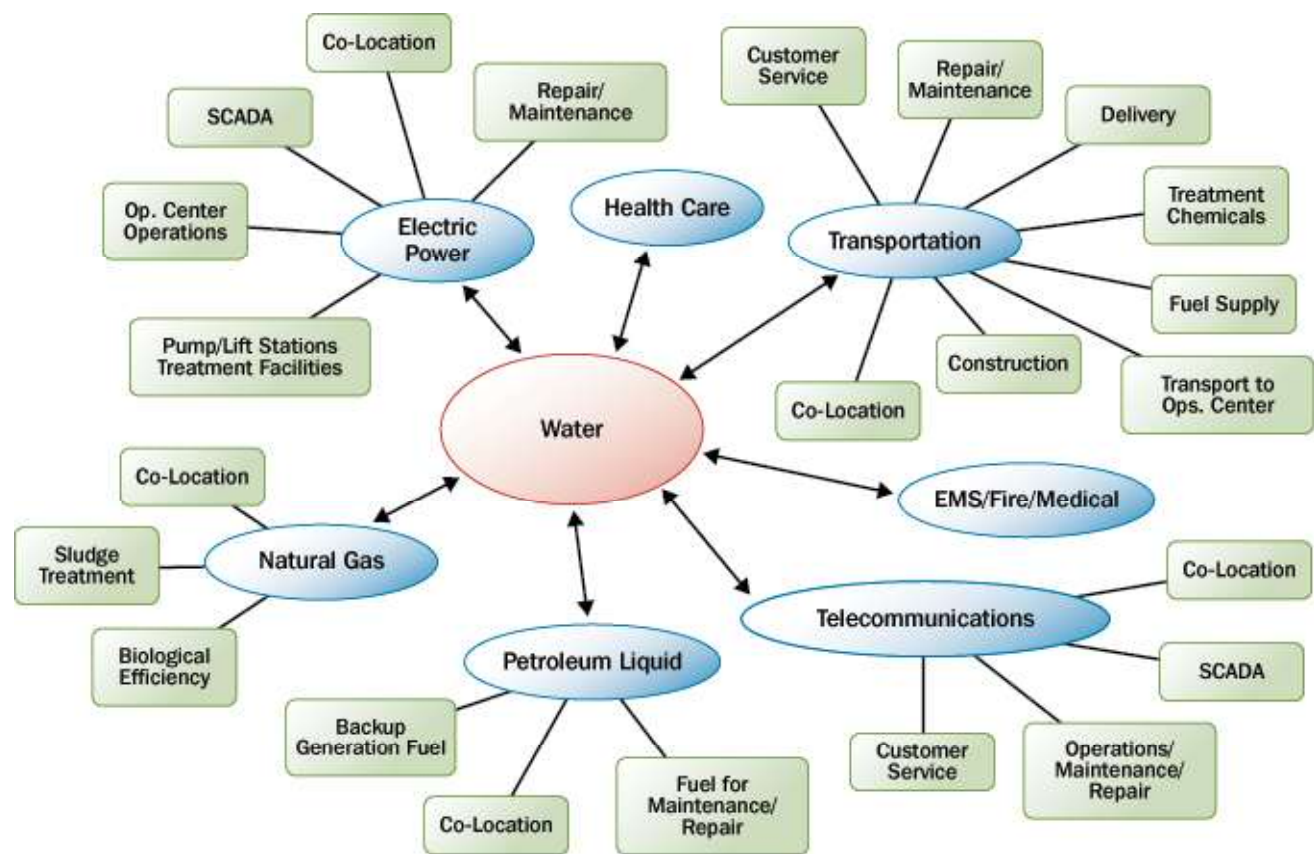 Co-Location
Customer
Service
Repair/
Maintenance
Repair/
Maintenance
Delivery
SCADA
Treatment
Chemicals
Health Care
Op. Center
Operations
Electric
Power
Transportation
Fuel Supply
Pump/Lift Stations
Treatment Facilities
Construction
Transport to
Ops. Center
Co-Location
Water
Co-Location
EMS/Fire/Medical
Sludge
Treatment
Natural Gas
Co-Location
Telecommunications
Biological
Efficiency
Petroleum Liquid
SCADA
Backup
Generation Fuel
Customer
Service
Operations/
Maintenance/
Repair
Fuel for
Maintenance/
Repair
Co-Location